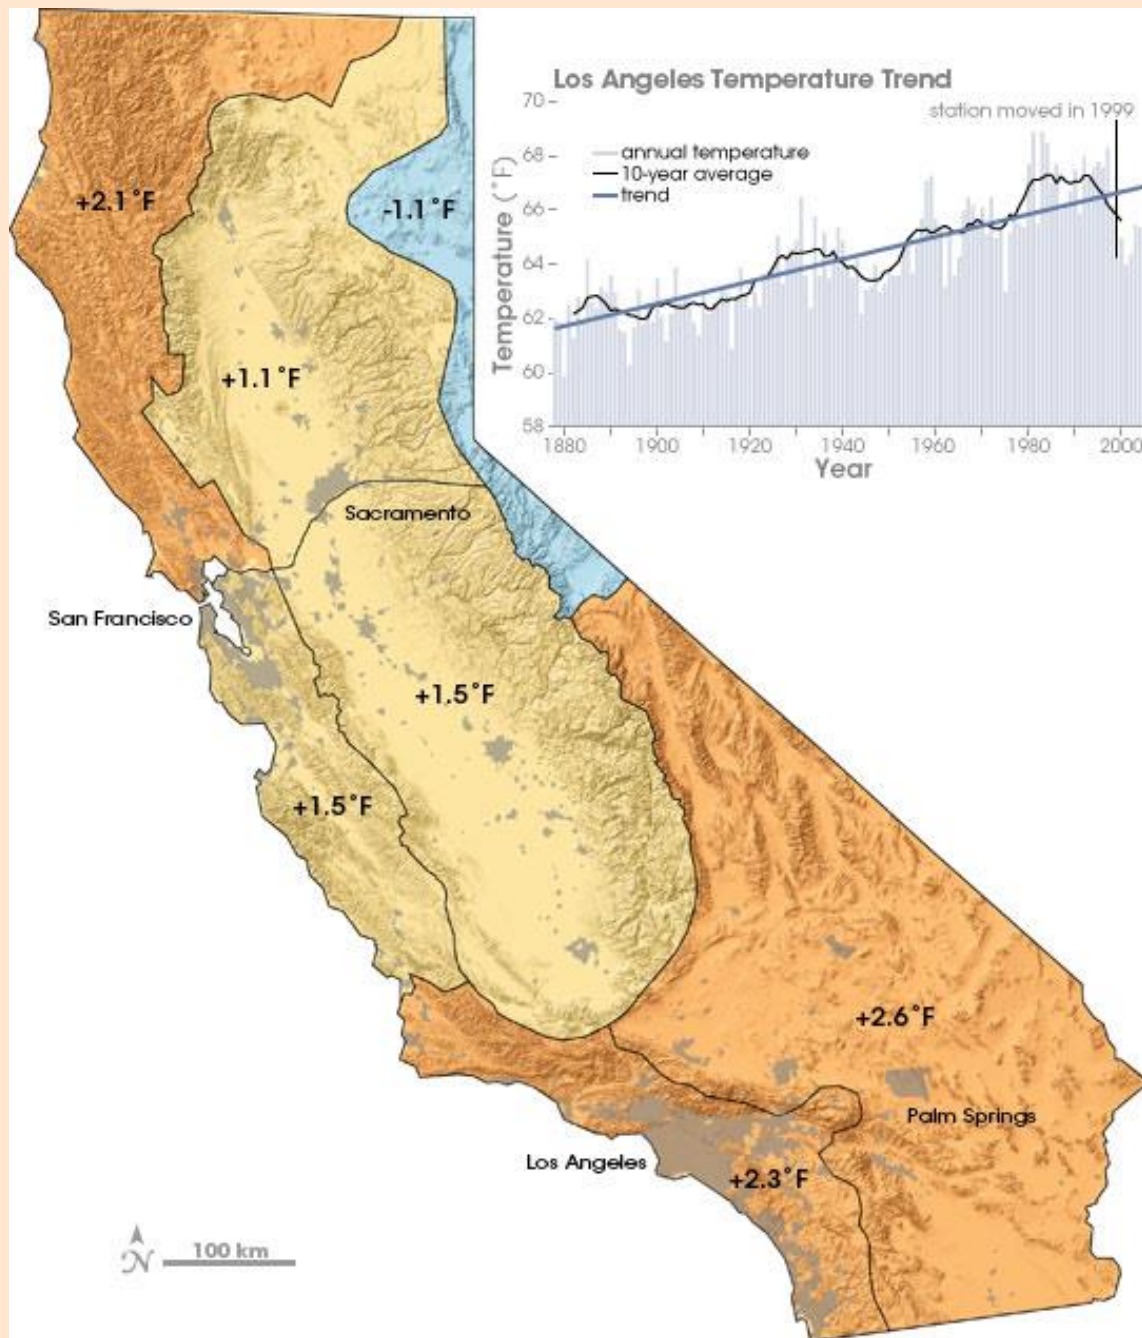 Los Angeles Temperature Trend
station moved in 1999
annual temperature
10-year average
trend
Temperature (˚F)
70
68
66
64
62
60
58
1880 1900 1920 1940 1960 1980 2000
Year
+2.1˚F
-1.1˚F
+1.1˚F
Sacramento
San Francisco
+1.5˚F
+1.5˚F
+2.6˚F
Palm Springs
Los Angeles
+2.3˚F
N
100 km